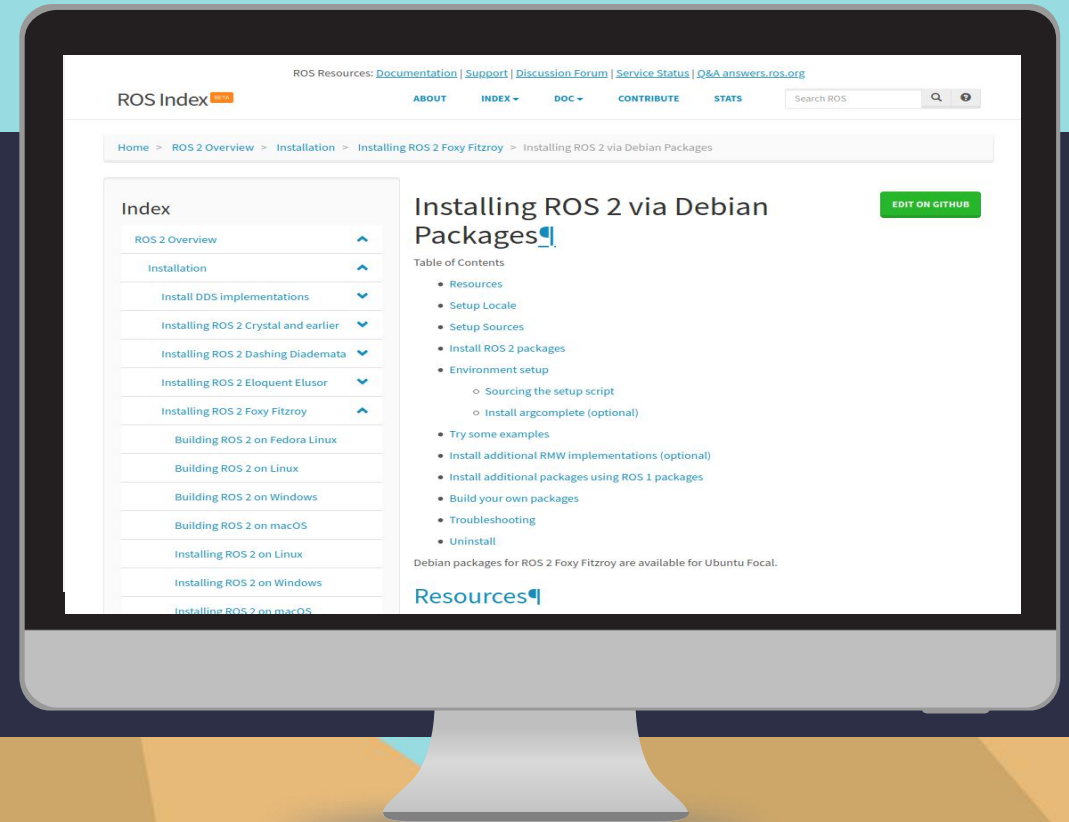 ROS Resources: Documentation | Support | Discussion Forum | Service Status | Q&A answers.ros.org
ROS Index BETA
ABOUT INDEX DOC CONTRIBUTE STATS Search ROS
Home > ROS 2 Overview > Installation > Installing ROS 2 Foxy Fitzroy > Installing ROS 2 via Debian Packages
Index
ROS 2 Overview
Installation
Install DDS implementations
Installing ROS 2 Crystal and earlier
Installing ROS 2 Dashing Diademata
Installing ROS 2 Eloquent Elusor
Installing ROS 2 Foxy Fitzroy
Building ROS 2 on Fedora Linux
Building ROS 2 on Linux
Building ROS 2 on Windows
Building ROS 2 on macOS
Installing ROS 2 on Linux
Installing ROS 2 on Windows
Installing ROS 2 on macOS
Installing ROS 2 via Debian
Packages¶
EDIT ON GITHUB
Table of Contents
• Resources
• Setup Locale
• Setup Sources
• Install ROS 2 packages
• Environment setup
○ Sourcing the setup script
○ Install argcomplete (optional)
• Try some examples
• Install additional RMW implementations (optional)
• Install additional packages using ROS 1 packages
• Build your own packages
• Troubleshooting
• Uninstall
Debian packages for ROS 2 Foxy Fitzroy are available for Ubuntu Focal.
Resources¶